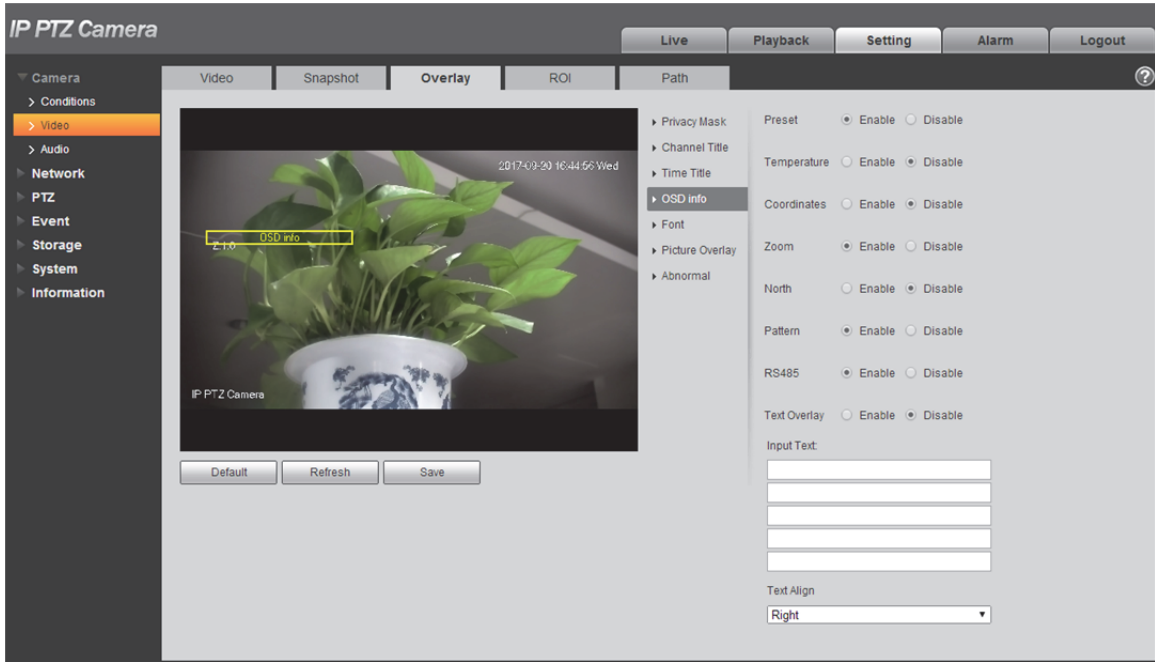 IP PTZ Camera
Live Playback Setting Alarm Logout
Camera
Conditions
Video
Audio
Network
PTZ
Event
Storage
System
Information
Video Snapshot Overlay ROI Path
2017-09-20 16:44:56 Wed
OSD info
Z:1.0
IP PTZ Camera
Default Refresh Save
Privacy Mask
Channel Title
Time Title
OSD info
Font
Picture Overlay
Abnormal
Preset Enable Disable
Temperature Enable Disable
Coordinates Enable Disable
Zoom Enable Disable
North Enable Disable
Pattern Enable Disable
RS485 Enable Disable
Text Overlay Enable Disable
Input Text:
Text Align
Right